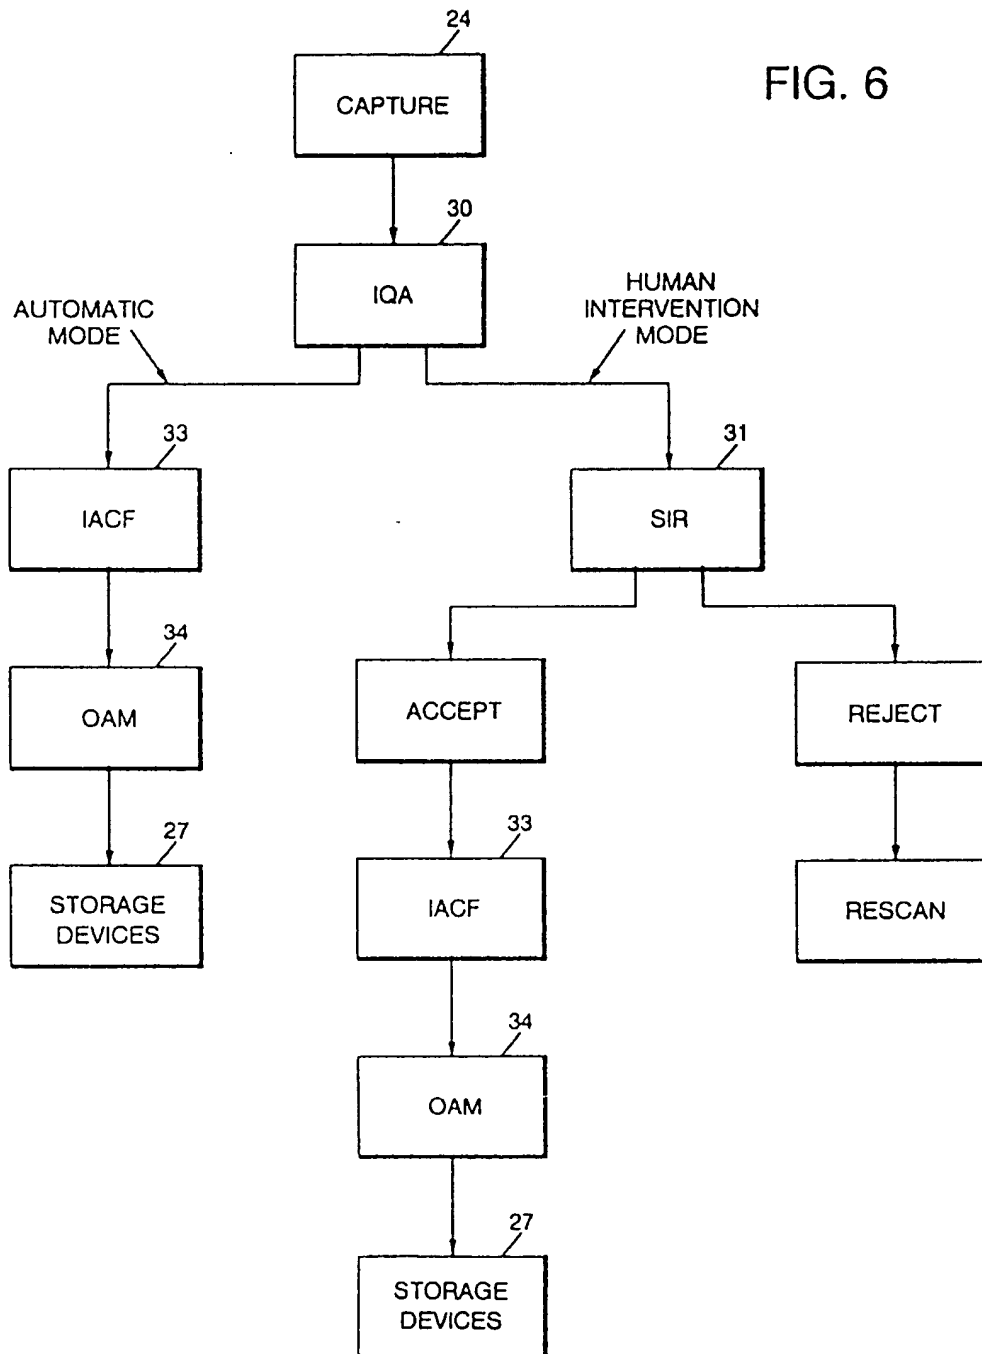 24
CAPTURE
FIG. 6
30
IQA
AUTOMATIC
MODE
HUMAN
INTERVENTION
MODE
33
IACF
31
SIR
34
OAM
ACCEPT
REJECT
27
STORAGE
DEVICES
33
IACF
RESCAN
34
OAM
27
STORAGE
DEVICES